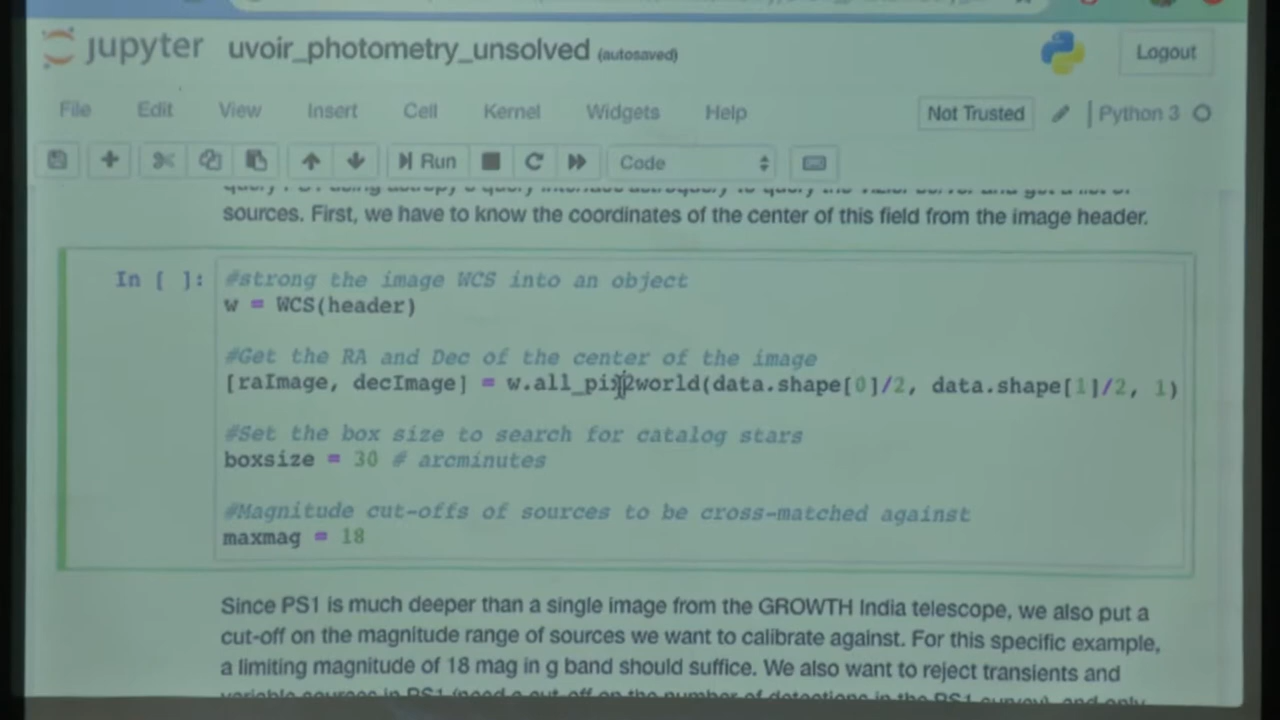 jupyter uvoir_photometry_unsolved (autosaved)
Logout
File Edit View Insert Cell Kernel Widgets Help
Not Trusted
Python 3
Run
Code
sources. First, we have to know the coordinates of the center of this field from the image header.
In [ ]:
#strong the image WCS into an object
w = WCS(header)
#Get the RA and Dec of the center of the image
[raImage, decImage] = w.all_pix2world(data.shape[0]/2, data.shape[1]/2, 1)
#Set the box size to search for catalog stars
boxsize = 30 # arcminutes
#Magnitude cut-offs of sources to be cross-matched against
maxmag = 18
Since PS1 is much deeper than a single image from the GROWTH India telescope, we also put a
cut-off on the magnitude range of sources we want to calibrate against. For this specific example,
a limiting magnitude of 18 mag in g band should suffice. We also want to reject transients and